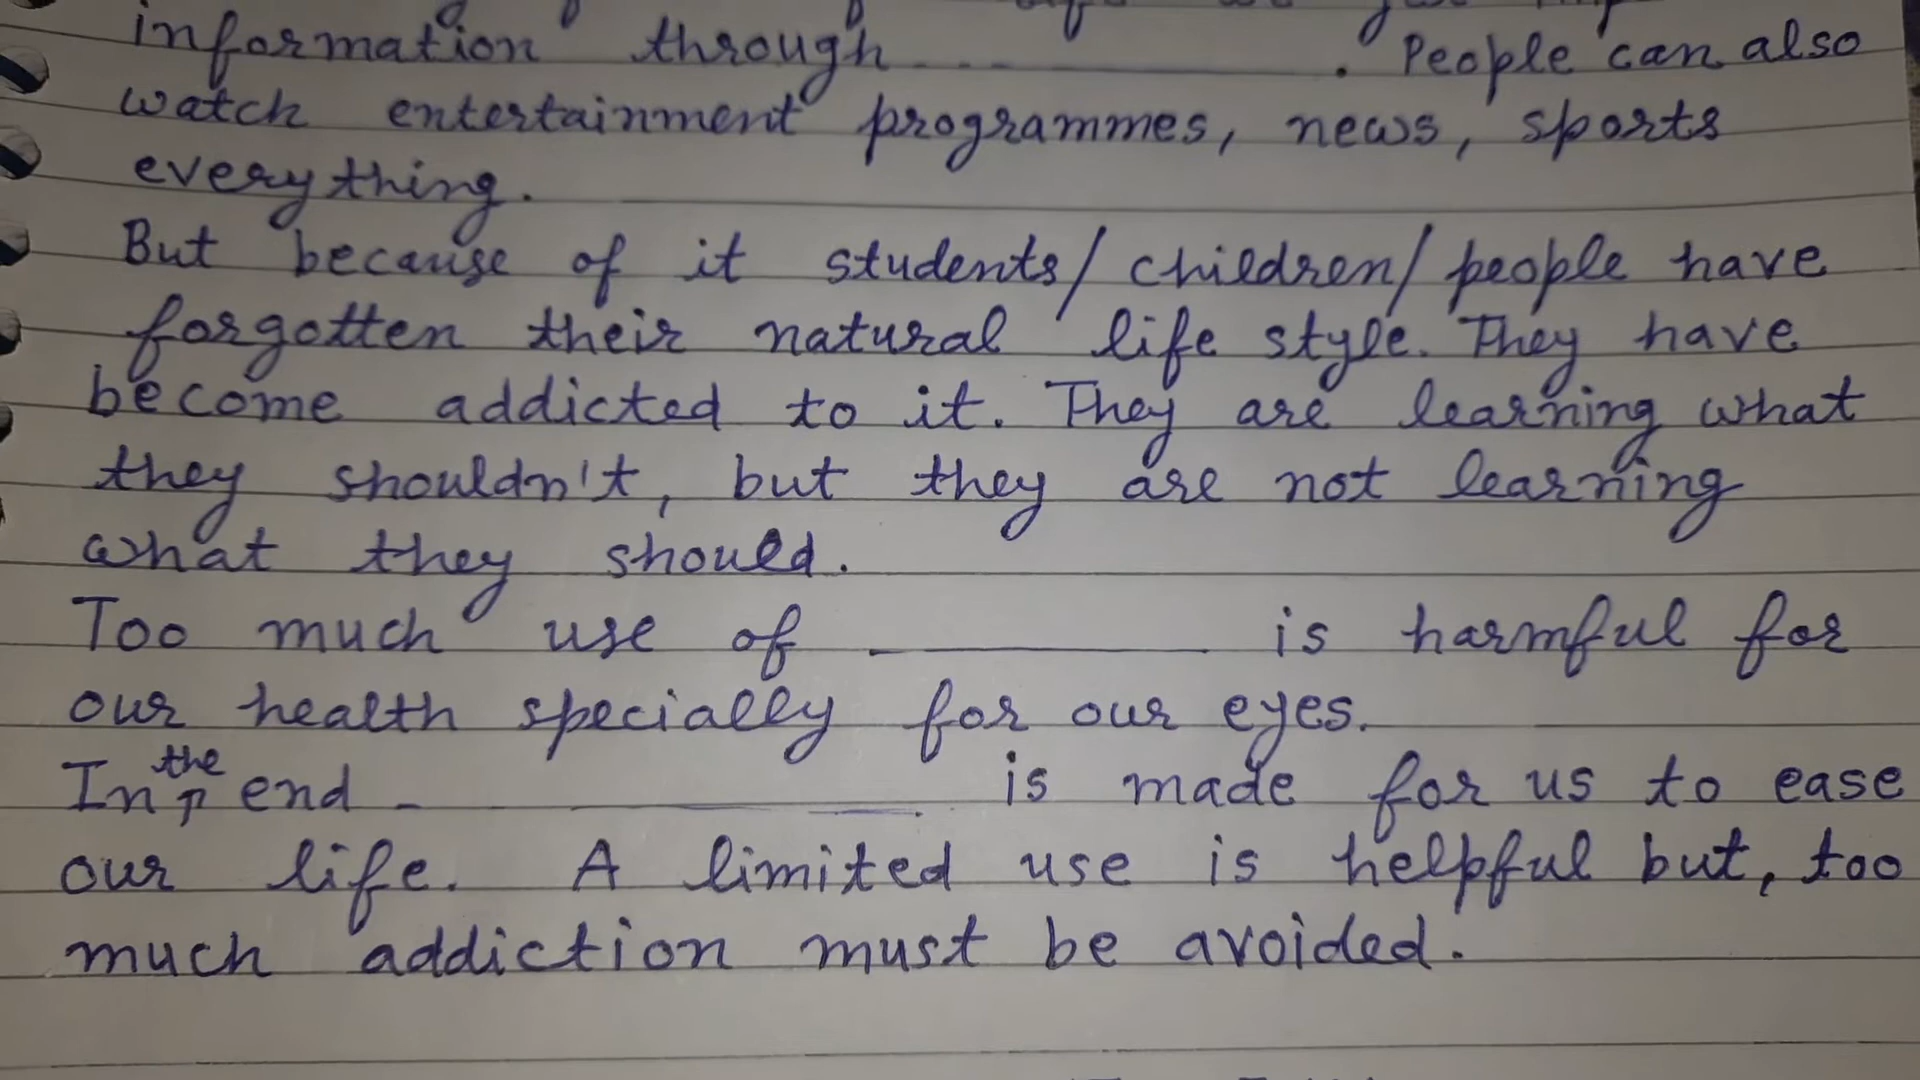 information through ---- ______. People can also
watch entertainment programmes, news, sports
everything.
But because of it students/children/people have
forgotten their natural life style. They have
become addicted to it. They are learning what
they shouldn't, but they are not learning
what they should.
Too much use of ________ is harmful for
our health specially for our eyes.
In the end ________ is made for us to ease
our life. A limited use is helpful but, too
much addiction must be avoided.